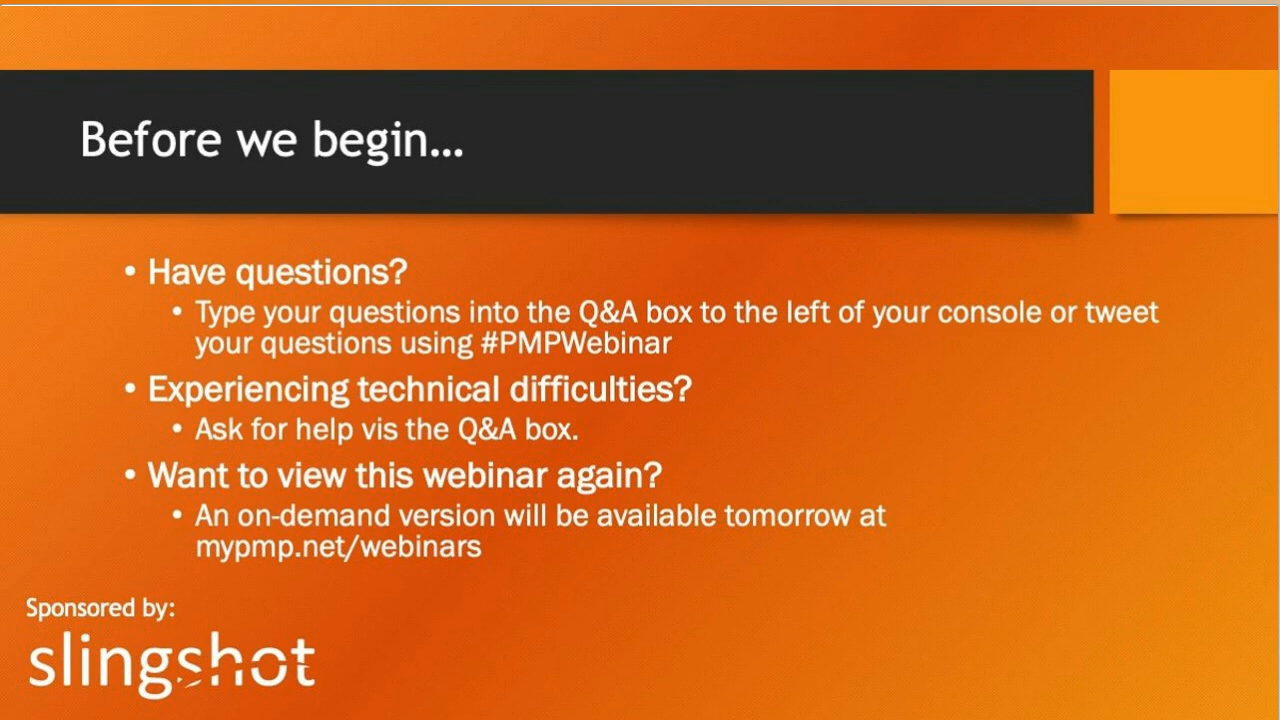 Before we begin...
• Have questions?
• Type your questions into the Q&A box to the left of your console or tweet
your questions using #PMPWebinar
• Experiencing technical difficulties?
• Ask for help vis the Q&A box.
• Want to view this webinar again?
• An on-demand version will be available tomorrow at
mypmp.net/webinars
Sponsored by:
slingshot